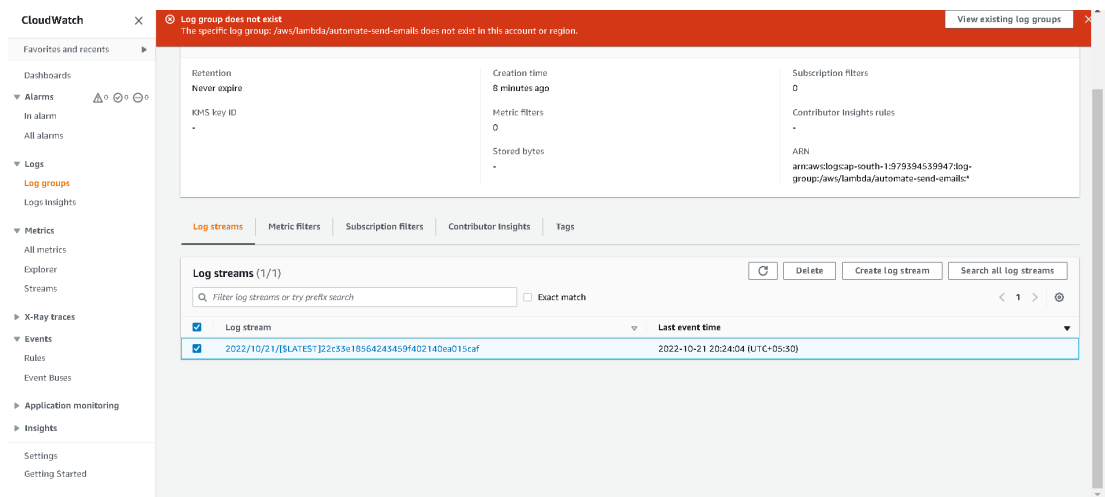 CloudWatch
Favorites and recents
Dashboards
Alarms 0 0 0
In alarm
All alarms
Logs
Log groups
Logs Insights
Metrics
All metrics
Explorer
Streams
X-Ray traces
Events
Rules
Event Buses
Application monitoring
Insights
Settings
Getting Started
Log group does not exist
The specific log group: /aws/lambda/automate-send-emails does not exist in this account or region.
View existing log groups
Retention
Never expire
KMS key ID
-
Creation time
8 minutes ago
Metric filters
0
Stored bytes
-
Subscription filters
0
Contributor Insights rules
-
ARN
arn:aws:logs:ap-south-1:979394539947:log-
group:/aws/lambda/automate-send-emails:*
Log streams Metric filters Subscription filters Contributor Insights Tags
Log streams (1/1)
Delete Create log stream Search all log streams
Filter log streams or try prefix search Exact match 1
Log stream Last event time
2022/10/21/[$LATEST]22c33e18564243459f402140ea015caf 2022-10-21 20:24:04 (UTC+05:30)